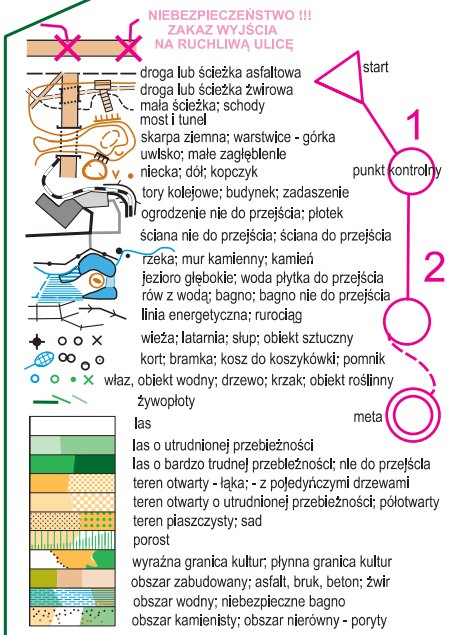 NIEBEZPIECZEŃSTWO !!!
ZAKAZ WYJŚCIA
NA RUCHLIWĄ ULICĘ
droga lub ścieżka asfaltowa
droga lub ścieżka żwirowa
mała ścieżka; schody
most i tunel
skarpa ziemna; warstwice - górka
uwlsko; małe zagłęblenle
niecka; dół; kopczyk
tory kolejowe; budynek; zadaszenie
ogrodzenie nie do przejścia; płotek
ściana nie do przejścia; ściana do przejścia
rzeka; mur kamienny; kamień
jezioro głębokie; woda płytka do przejścia
rów z wodą; bagno; bagno nie do przejścia
linia energetyczna; rurociąg
wieża; latarnia; słup; obiekt sztuczny
kort; bramka; kosz do koszykówki; pomnik
właz, obiekt wodny; drzewo; krzak; obiekt roślinny
żywopłoty
las
las o utrudnionej przebieżności
las o bardzo trudnej przebleżności; nle do przejścla
teren otwarty - łąka; - z pojedyńczymi drzewami
teren otwarty o utrudnionej przebieżności; półotwarty
teren piaszczysty; sad
porost
wyraźna granica kultur; płynna granica kultur
obszar zabudowany; asfalt, bruk, beton; żwir
obszar wodny; niebezpieczne bagno
obszar kamienisty; obszar nierówny - poryty
start
1
punkt kontrolny
2
meta